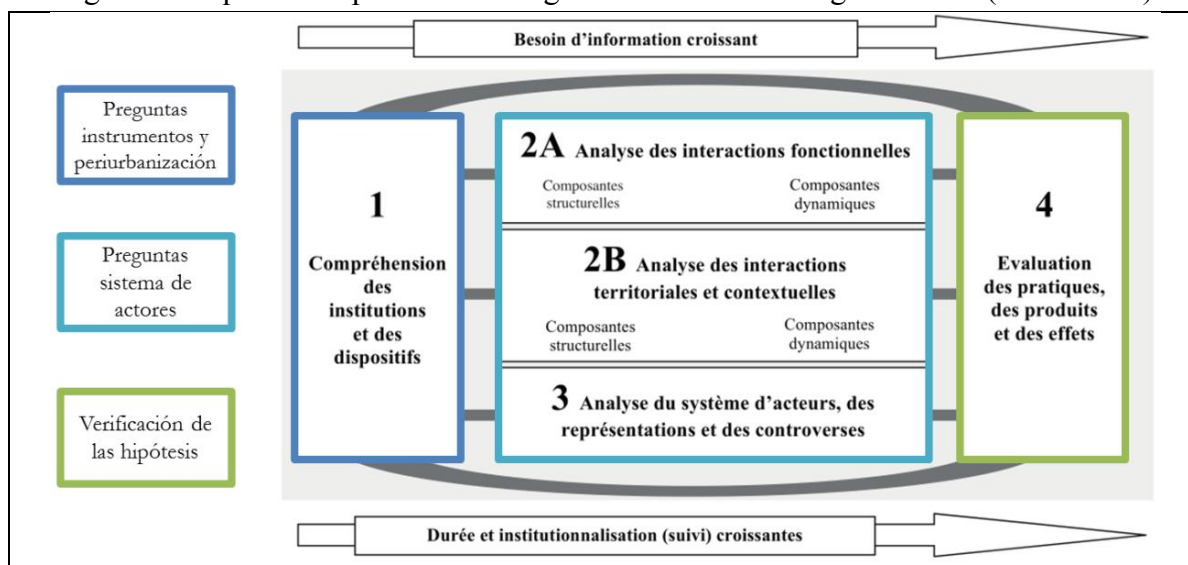 Besoin d'information croissant
Preguntas
instrumentos y
periurbanización
Preguntas
sistema de
actores
Verificación de
las hipótesis
1
Compréhension
des
institutions
et des
dispositifs
2A Analyse des interactions fonctionnelles
Composantes
structurelles
Composantes
dynamiques
2B Analyse des interactions
territoriales et contextuelles
Composantes
structurelles
Composantes
dynamiques
3 Analyse du système d'acteurs, des
représentations et des controverses
4
Evaluation
des pratiques,
des produits
et des effets
Durée et institutionnalisation (suivi) croissantes